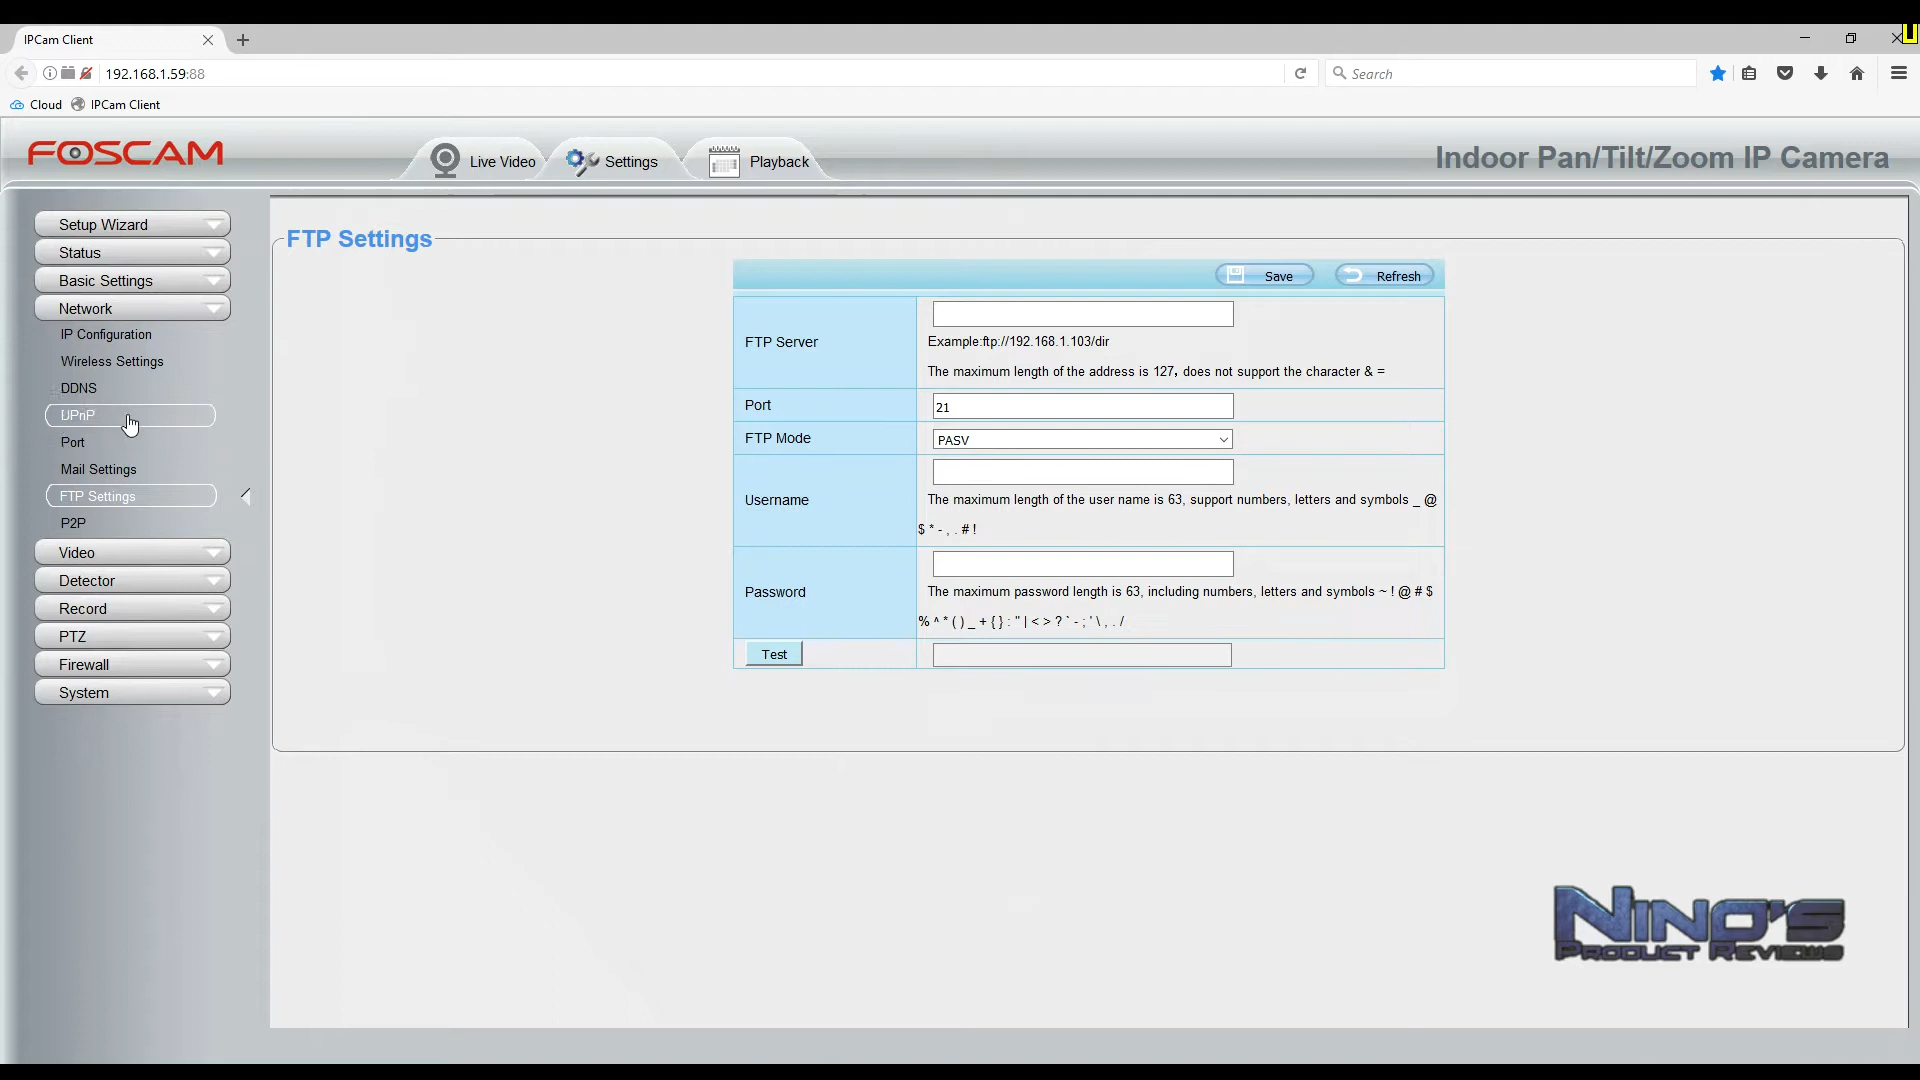 IPCam Client
192.168.1.59:88
Search
Cloud
IPCam Client
FOSCAM
Live Video
Settings
Playback
Indoor Pan/Tilt/Zoom IP Camera
Setup Wizard
Status
Basic Settings
Network
IP Configuration
Wireless Settings
DDNS
UPnP
Port
Mail Settings
FTP Settings
P2P
Video
Detector
Record
PTZ
Firewall
System
FTP Settings
Save
Refresh
FTP Server
Example:ftp://192.168.1.103/dir
The maximum length of the address is 127, does not support the character & =
Port
21
FTP Mode
PASV
Username
The maximum length of the user name is 63, support numbers, letters and symbols _ @
$ * - , . # !
Password
The maximum password length is 63, including numbers, letters and symbols ~ ! @ # $
% ^ * ( ) _ + { } : " | < > ? ` - ; ' \ , . /
Test
NINO'S
PRODUCT REVIEWS